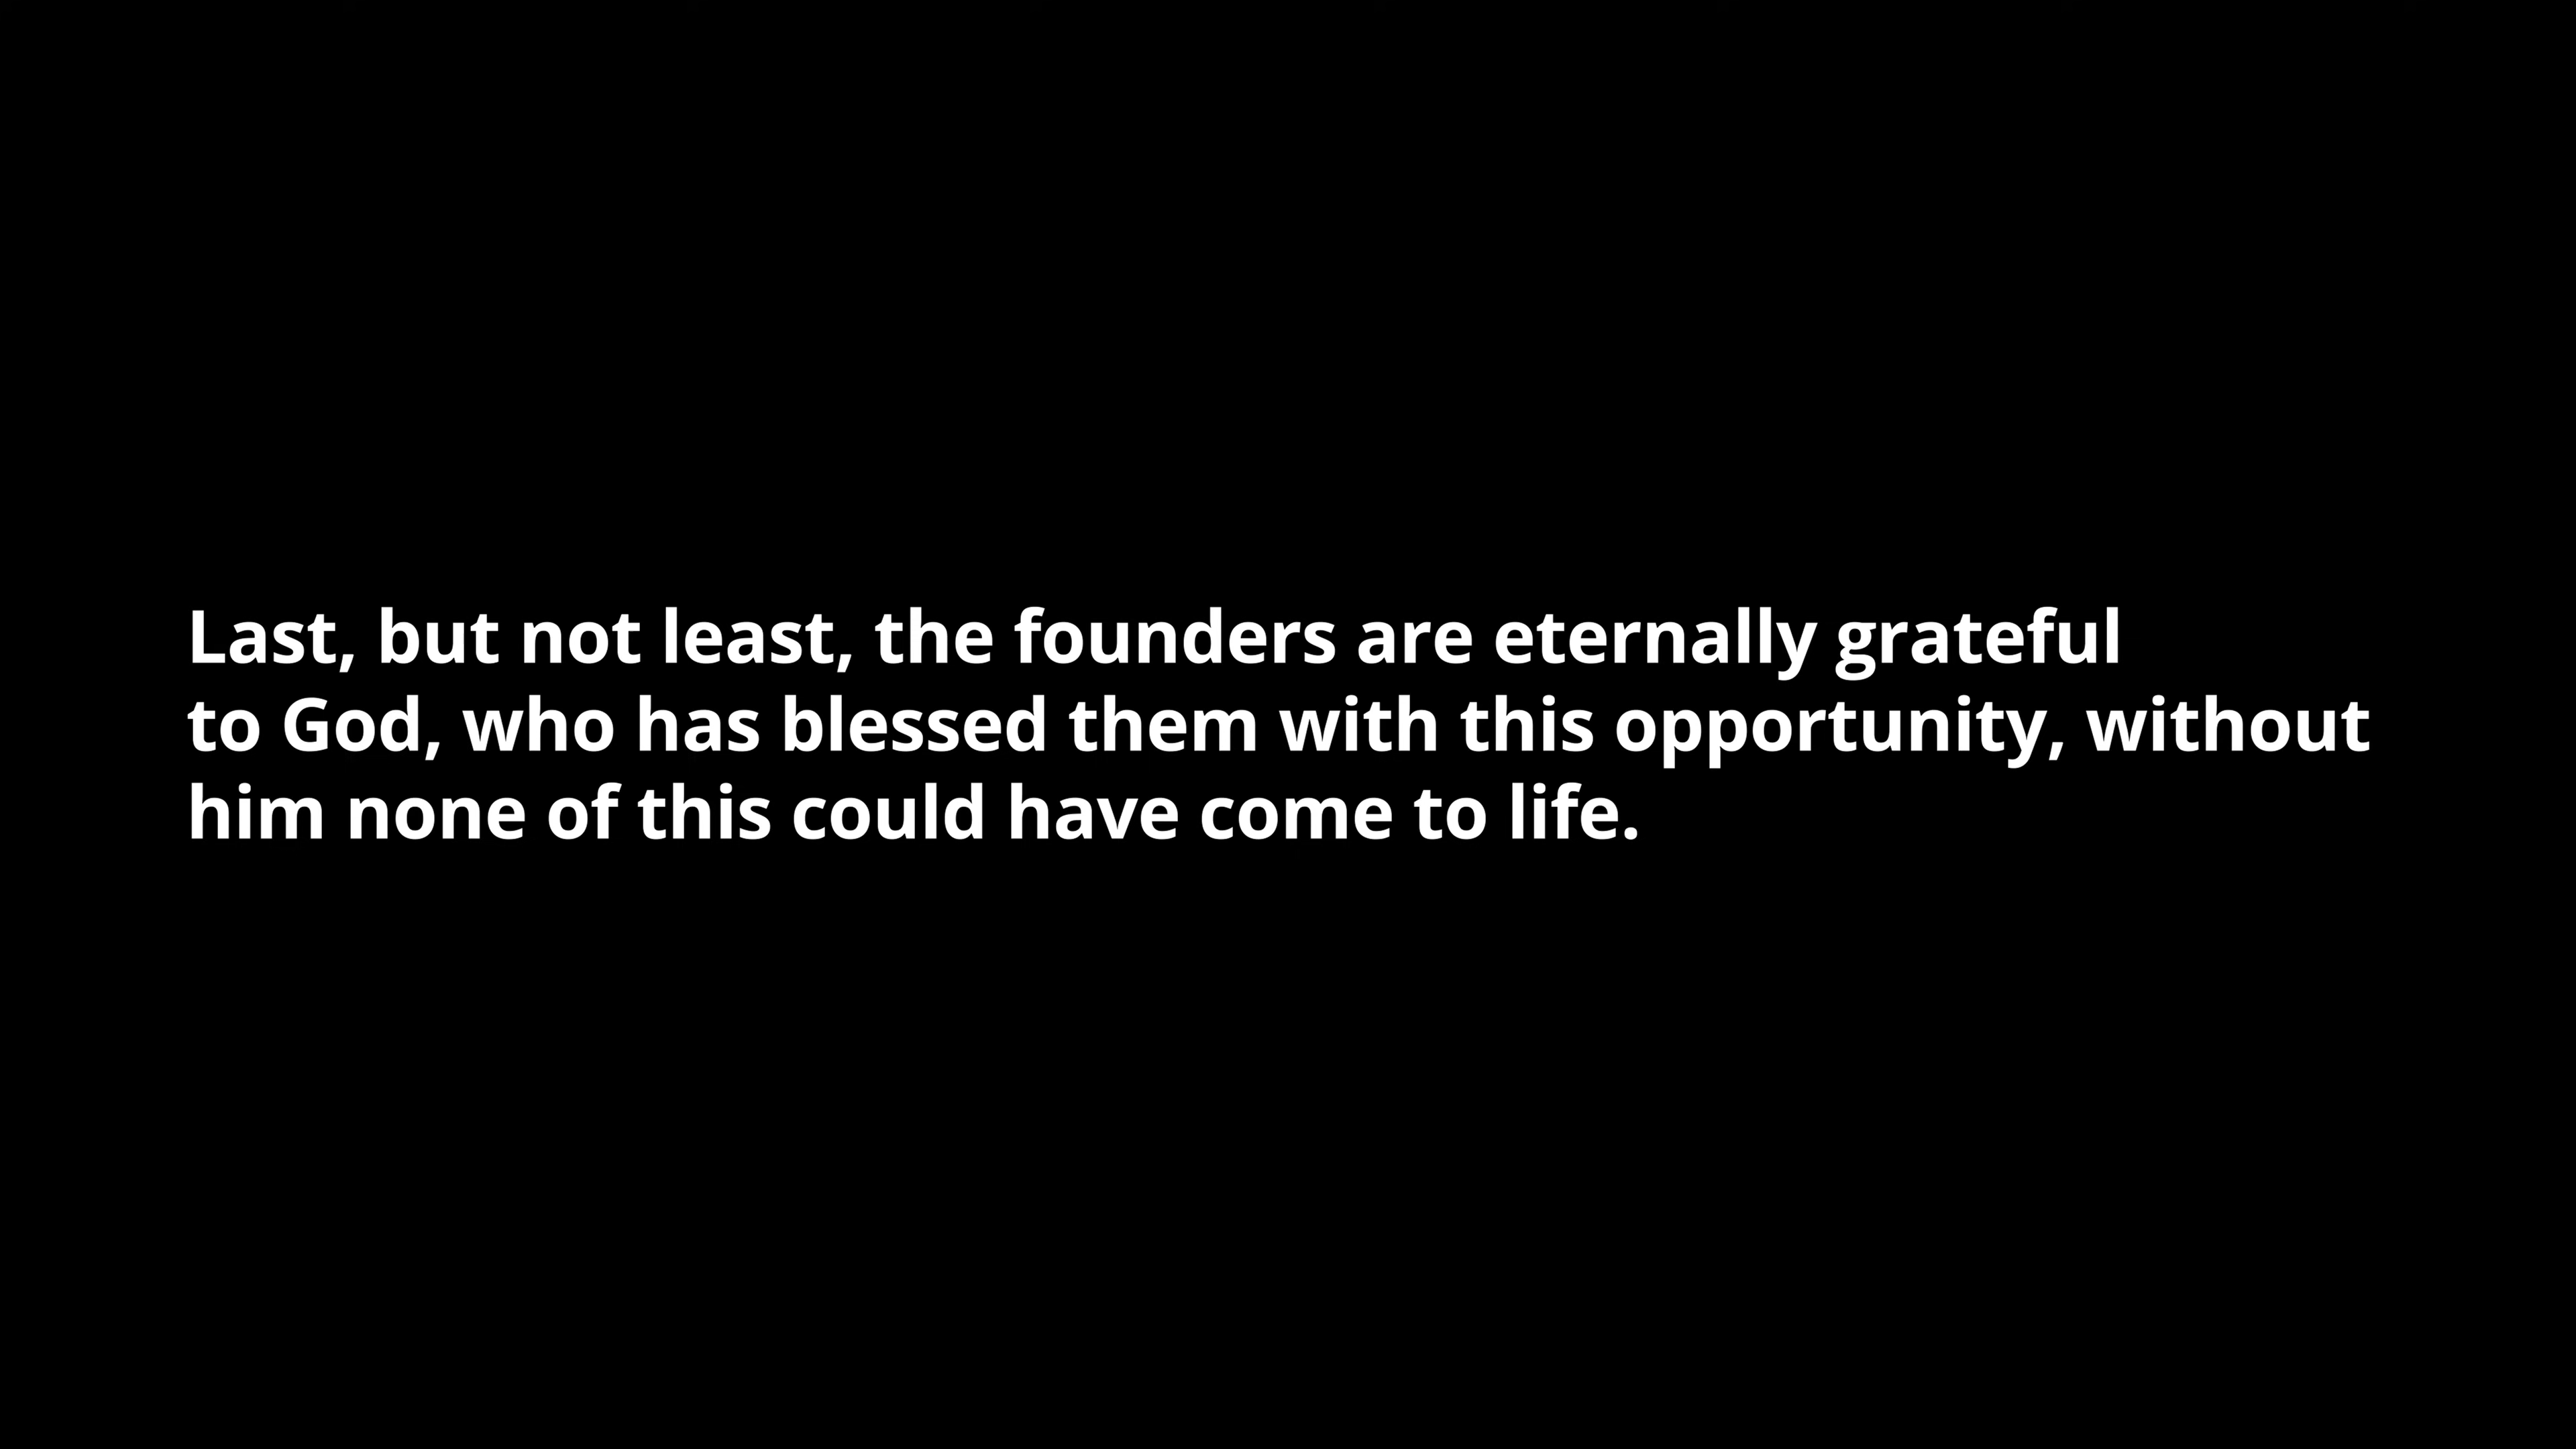 Last, but not least, the founders are eternally grateful
to God, who has blessed them with this opportunity, without
him none of this could have come to life.